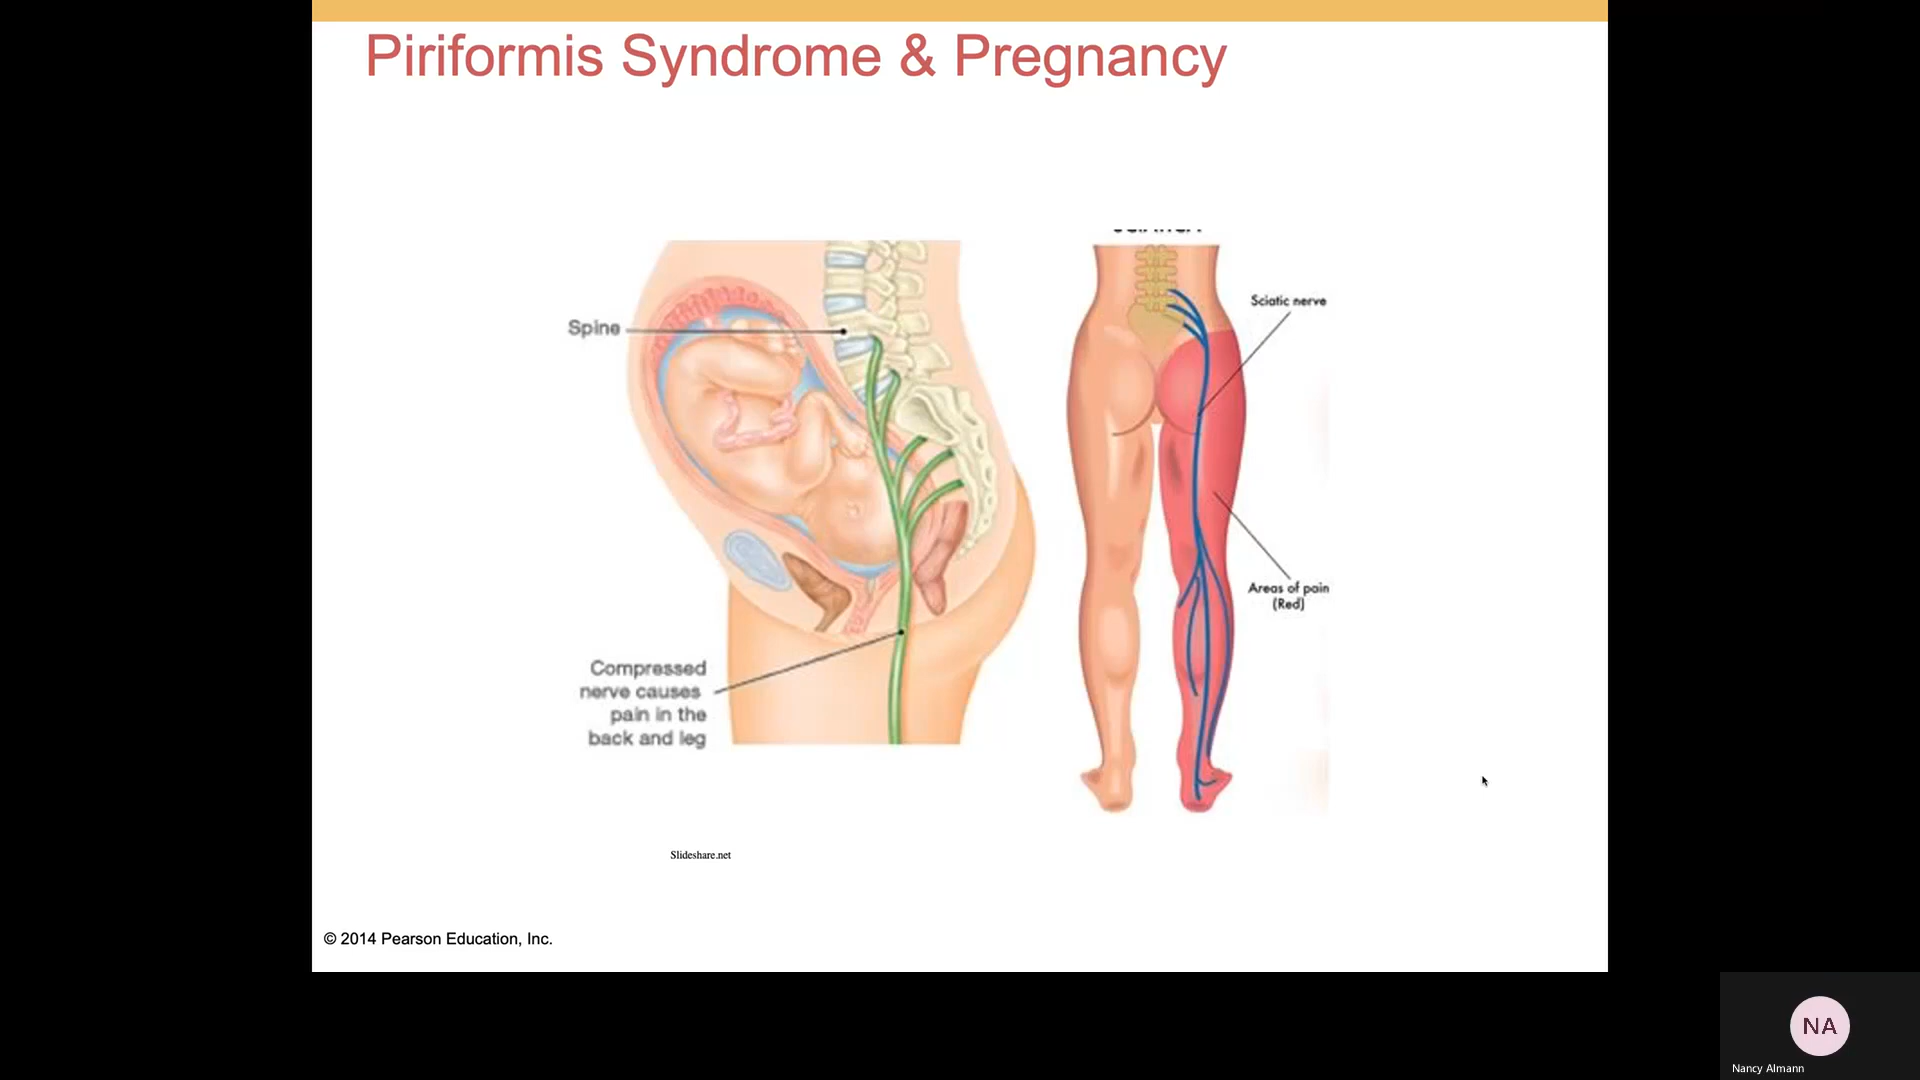 Piriformis Syndrome & Pregnancy
Spine
Sciatic nerve
Areas of pain
(Red)
Compressed
nerve causes
pain in the
back and leg
Slideshare.net
© 2014 Pearson Education, Inc.
NA
Nancy Almann